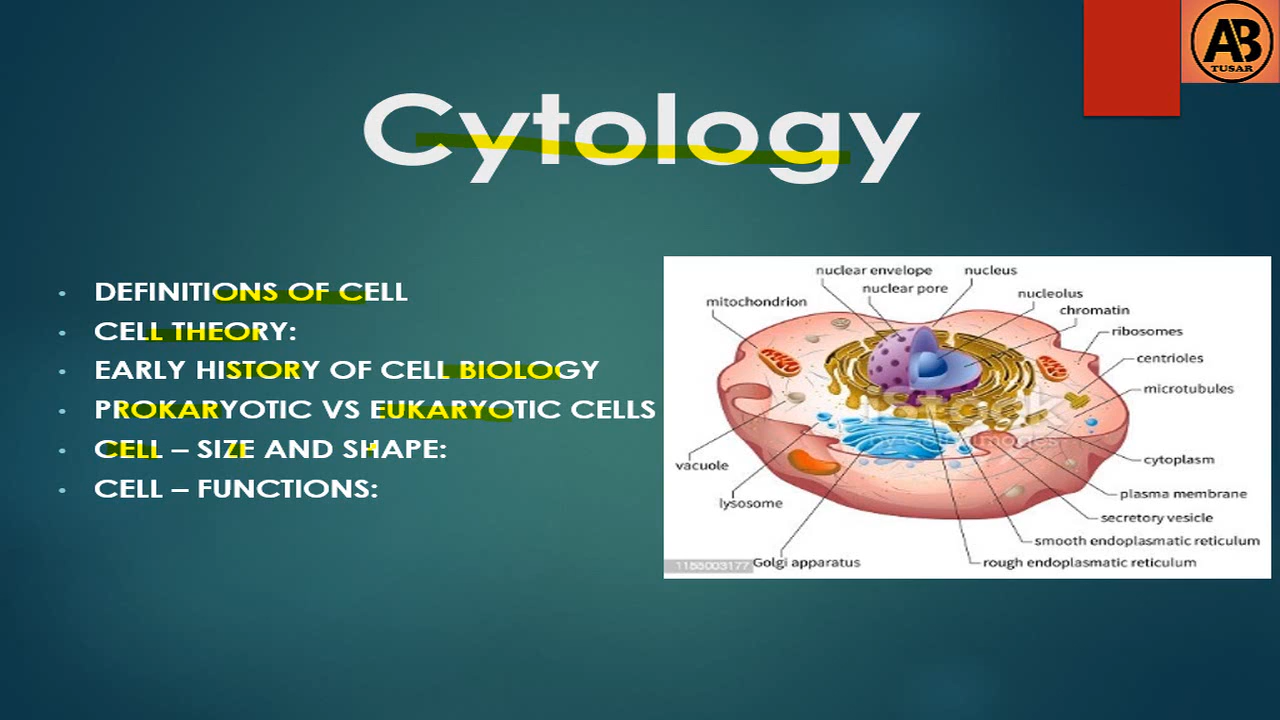 AB
TUSAR
Cytology
• DEFINITIONS OF CELL
• CELL THEORY:
• EARLY HISTORY OF CELL BIOLOGY
• PROKARYOTIC VS EUKARYOTIC CELLS
• CELL – SIZE AND SHAPE:
• CELL – FUNCTIONS:
nuclear envelope
nucleus
nuclear pore
nucleolus
mitochondrion
chromatin
ribosomes
centrioles
microtubules
iStock
vacuole
cytoplasm
lysosome
plasma membrane
secretory vesicle
smooth endoplasmatic reticulum
Golgi apparatus
rough endoplasmatic reticulum